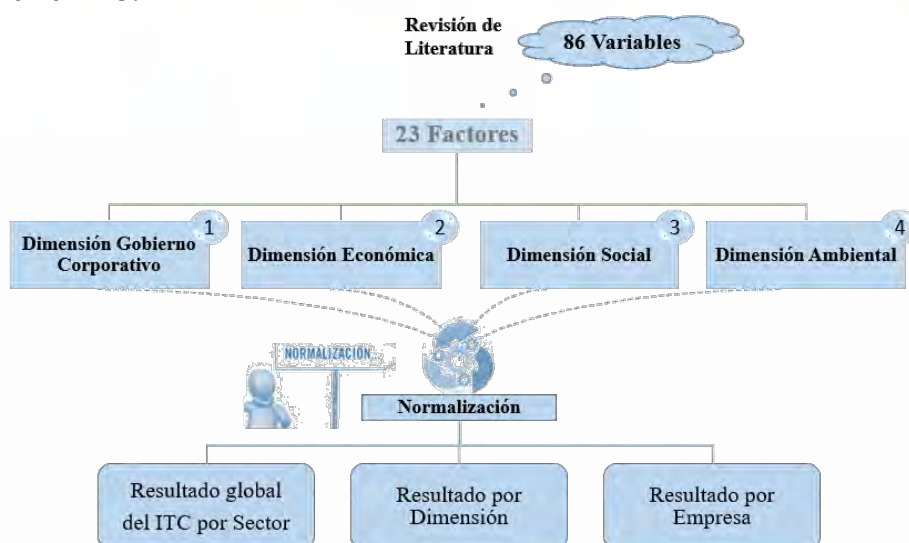 Revisión de
Literatura
86 Variables
23 Factores
1
Dimensión Gobierno
Corporativo
2
Dimensión Económica
3
Dimensión Social
4
Dimensión Ambiental
NORMALIZACIÓN
Normalización
Resultado global
del ITC por Sector
Resultado por
Dimensión
Resultado por
Empresa